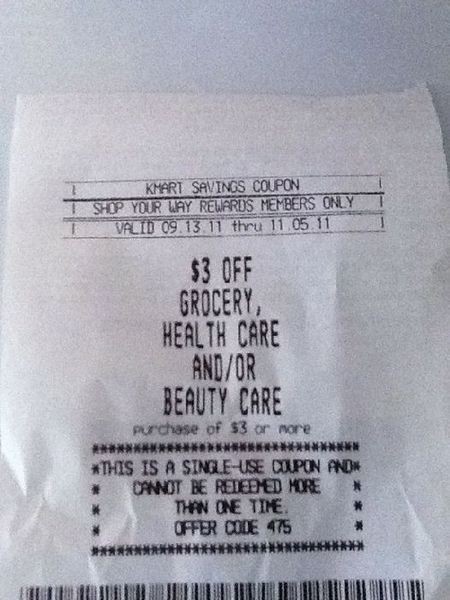 KMART SAVINGS COUPON
SHOP YOUR WAY REWARDS MEMBERS ONLY
VALID 09.13.11 thru 11.05.11
$3 OFF
GROCERY,
HEALTH CARE
AND/OR
BEAUTY CARE
purchase of $3 or more
*************************************
*THIS IS A SINGLE-USE COUPON AND*
* CANNOT BE REDEEMED MORE *
* THAN ONE TIME. *
* OFFER CODE 475 *
*************************************